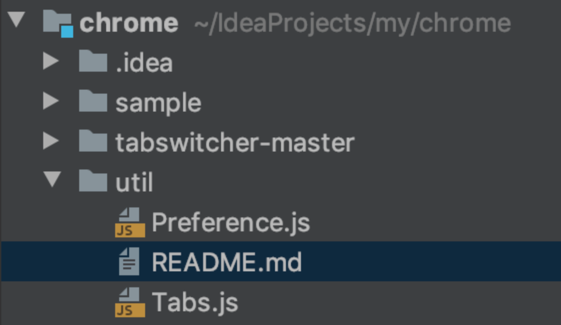 chrome ~/IdeaProjects/my/chrome
.idea
sample
tabswitcher-master
util
JS Preference.js
README.md
JS Tabs.js